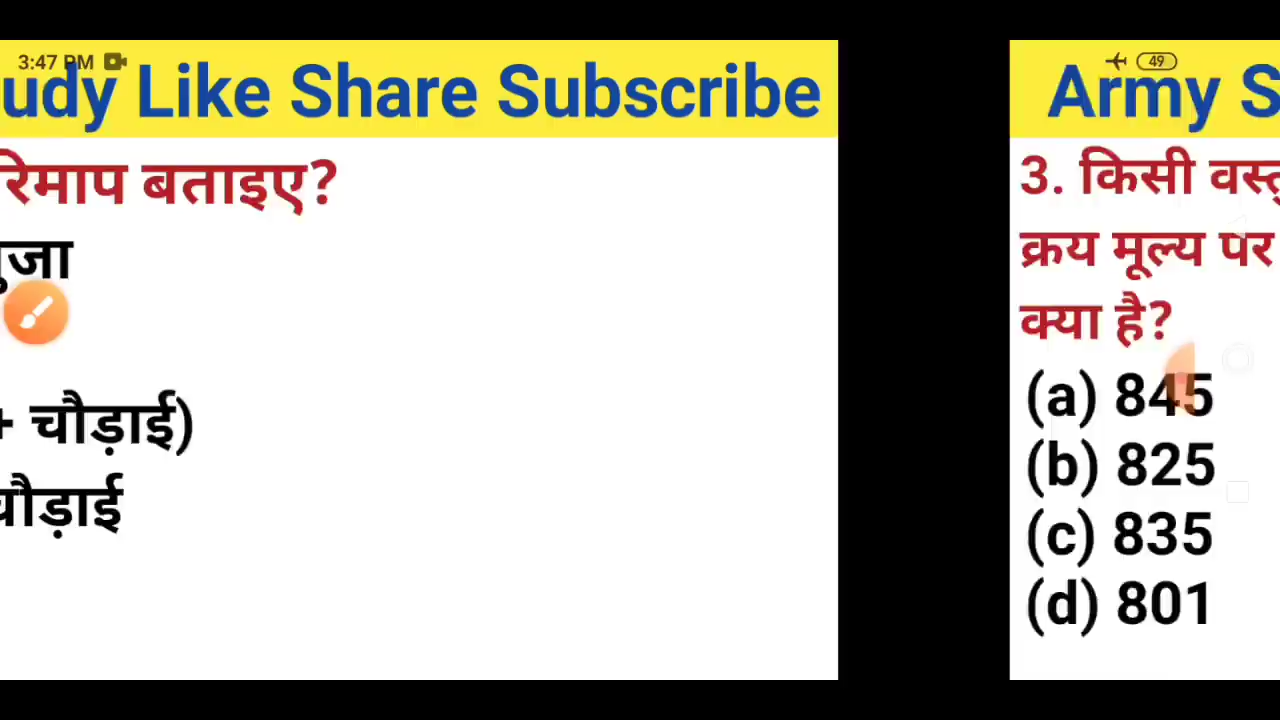 3:47 PM
49
udy Like Share Subscribe
रिमाप बताइए?
भुजा
+ चौड़ाई)
चौड़ाई
Army S
3. किसी वस्तु
क्रय मूल्य पर
क्या है?
(a) 845
(b) 825
(c) 835
(d) 801